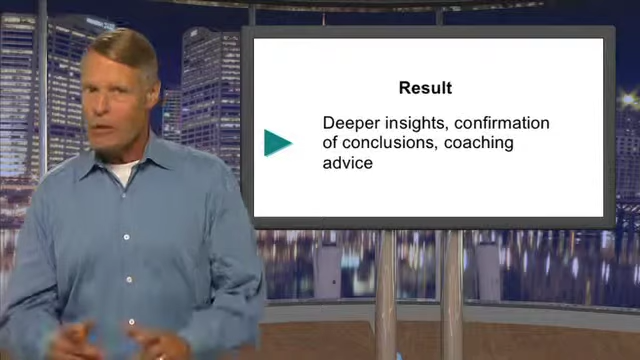 Result
Deeper insights, confirmation
of conclusions, coaching
advice